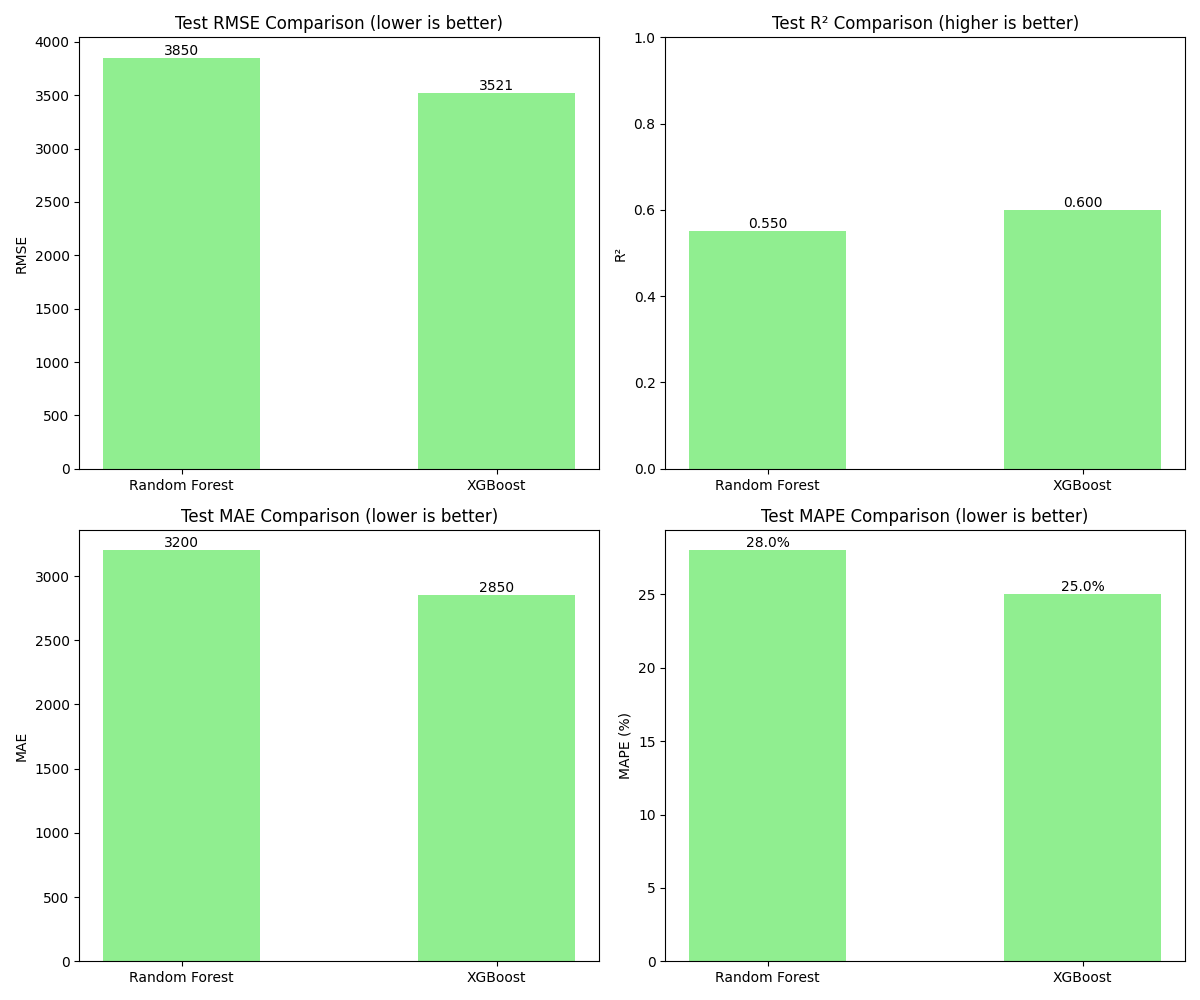 Test RMSE Comparison (lower is better)
RMSE
4000
3500
3000
2500
2000
1500
1000
500
0
3850
3521
Random Forest
XGBoost
Test R² Comparison (higher is better)
R²
1.0
0.8
0.6
0.4
0.2
0.0
0.550
0.600
Random Forest
XGBoost
Test MAE Comparison (lower is better)
MAE
3000
2500
2000
1500
1000
500
0
3200
2850
Random Forest
XGBoost
Test MAPE Comparison (lower is better)
MAPE (%)
25
20
15
10
5
0
28.0%
25.0%
Random Forest
XGBoost